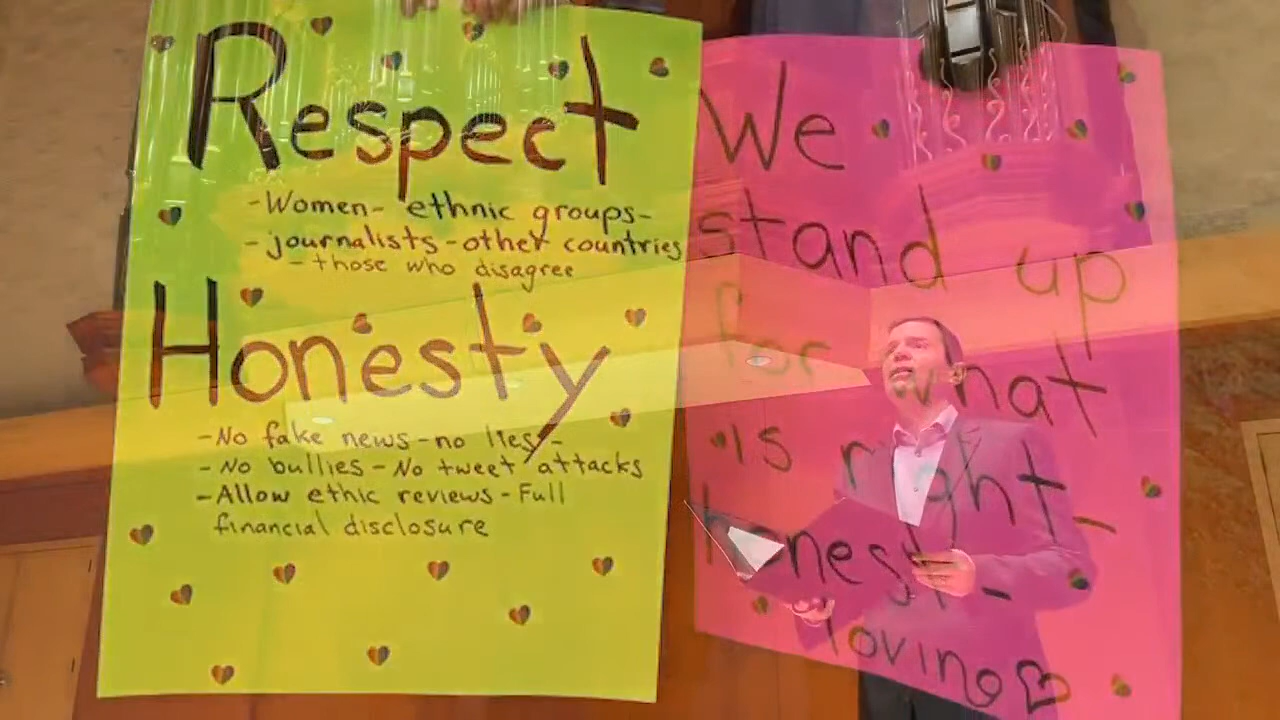 Respect
-Women- ethnic groups-
-journalists-other countries
-those who disagree
Honesty
-No fake news-no lies-
-No bullies-No tweet attacks
-Allow ethic reviews-Full
financial disclosure
We
stand up
for what
is right-
honest-
loving